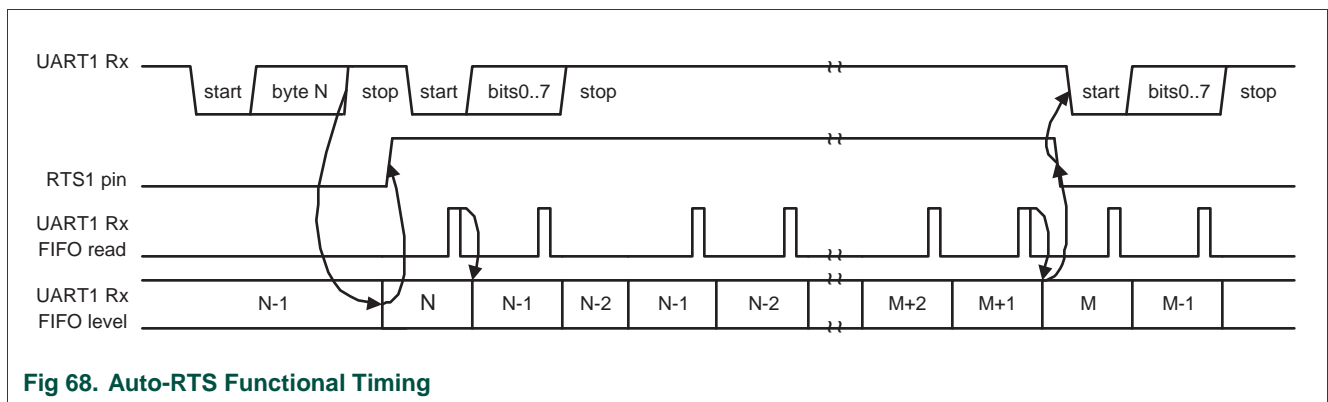 UART1 Rx
start byte N stop start bits0..7 stop start bits0..7 stop
RTS1 pin
UART1 Rx
FIFO read
UART1 Rx
FIFO level
N-1 N N-1 N-2 N-1 N-2 M+2 M+1 M M-1
Fig 68. Auto-RTS Functional Timing